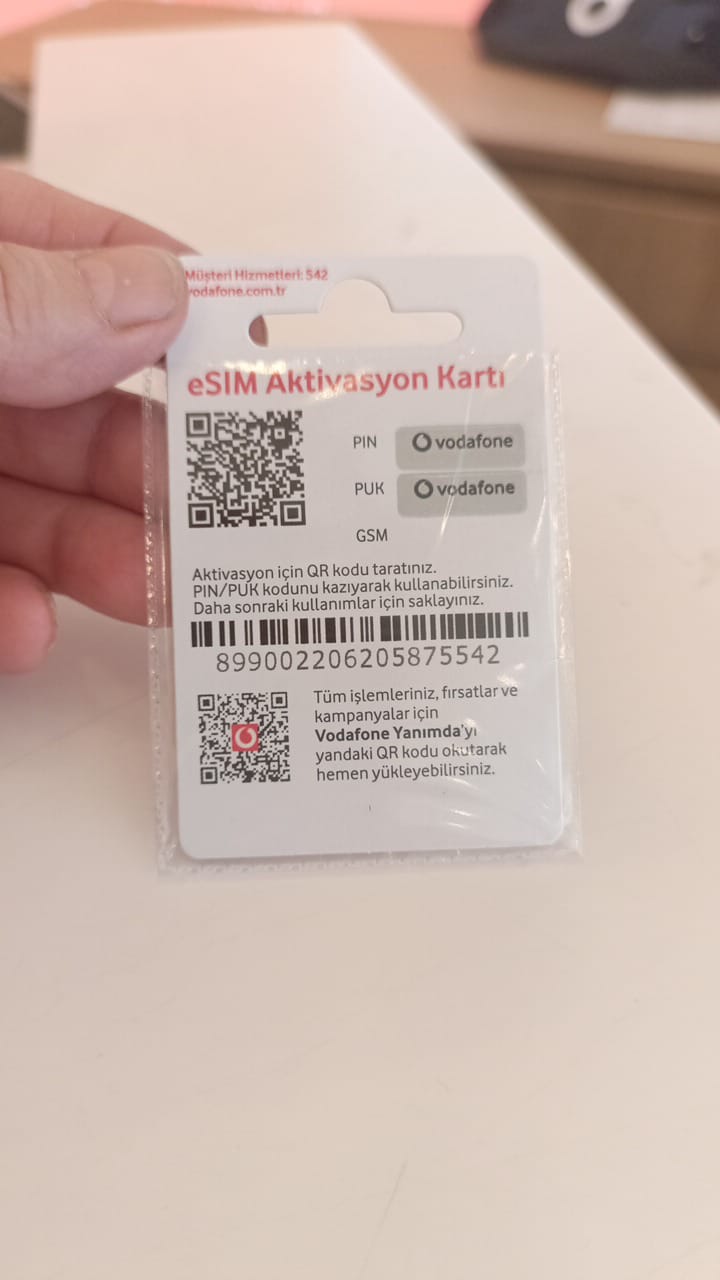 Müşteri Hizmetleri: 542
vodafone.com.tr
eSIM Aktivasyon Kartı
PIN vodafone
PUK vodafone
GSM
Aktivasyon için QR kodu taratınız.
PIN/PUK kodunu kazıyarak kullanabilirsiniz.
Daha sonraki kullanımlar için saklayınız.
899002206205875542
Tüm işlemleriniz, fırsatlar ve
kampanyalar için
Vodafone Yanımda'yı
yandaki QR kodu okutarak
hemen yükleyebilirsiniz.